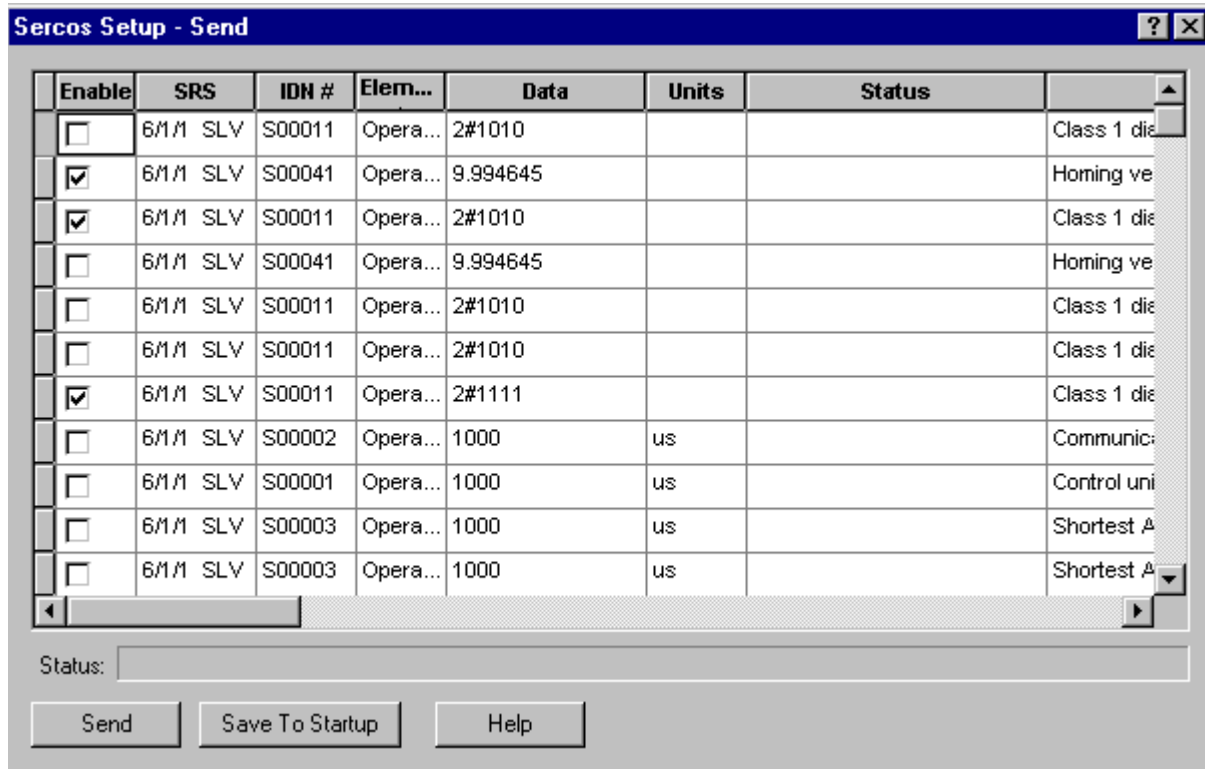 Sercos Setup - Send
Enable SRS IDN # Elem... Data Units Status
6/1/1 SLV S00011 Opera... 2#1010 Class 1 dia
6/1/1 SLV S00041 Opera... 9.994645 Homing ve
6/1/1 SLV S00011 Opera... 2#1010 Class 1 dia
6/1/1 SLV S00041 Opera... 9.994645 Homing ve
6/1/1 SLV S00011 Opera... 2#1010 Class 1 dia
6/1/1 SLV S00011 Opera... 2#1010 Class 1 dia
6/1/1 SLV S00011 Opera... 2#1111 Class 1 dia
6/1/1 SLV S00002 Opera... 1000 us Communica
6/1/1 SLV S00001 Opera... 1000 us Control uni
6/1/1 SLV S00003 Opera... 1000 us Shortest A
6/1/1 SLV S00003 Opera... 1000 us Shortest A
Status:
Send Save To Startup Help